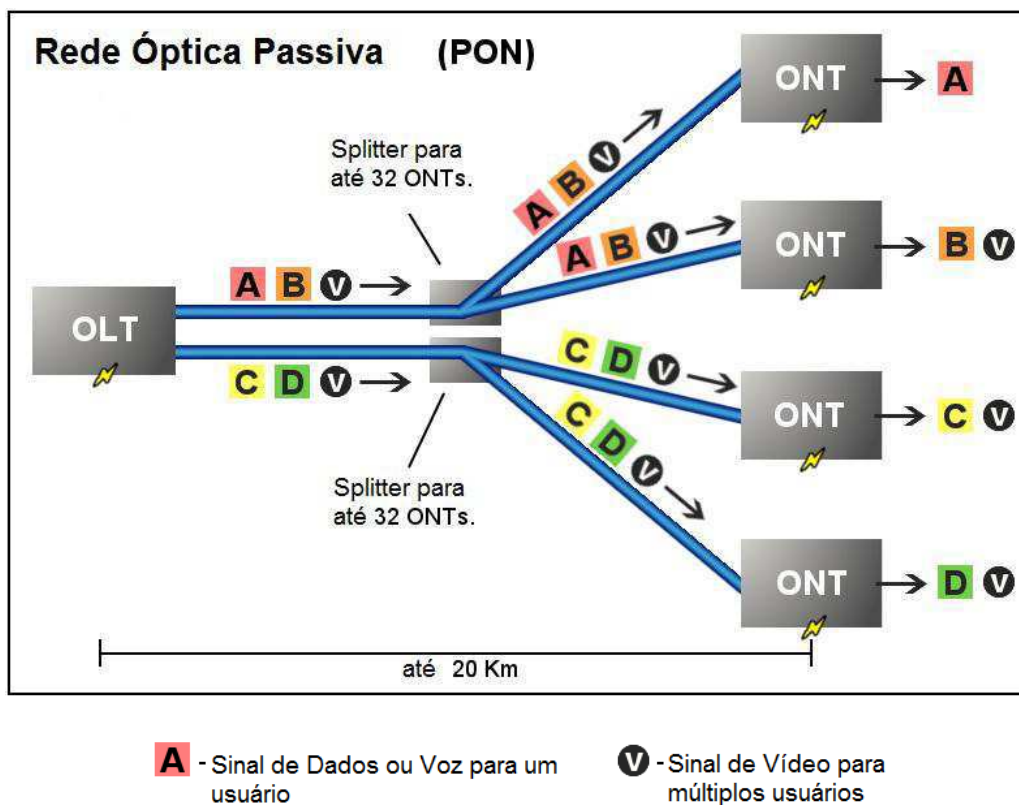 Rede Óptica Passiva (PON)
Splitter para
até 32 ONTs.
OLT
A B V
C D V
A B V
A B V
C D V
C D V
ONT
A
ONT
B V
ONT
C V
ONT
D V
Splitter para
até 32 ONTs.
até 20 Km
A - Sinal de Dados ou Voz para um
usuário
V - Sinal de Vídeo para
múltiplos usuários